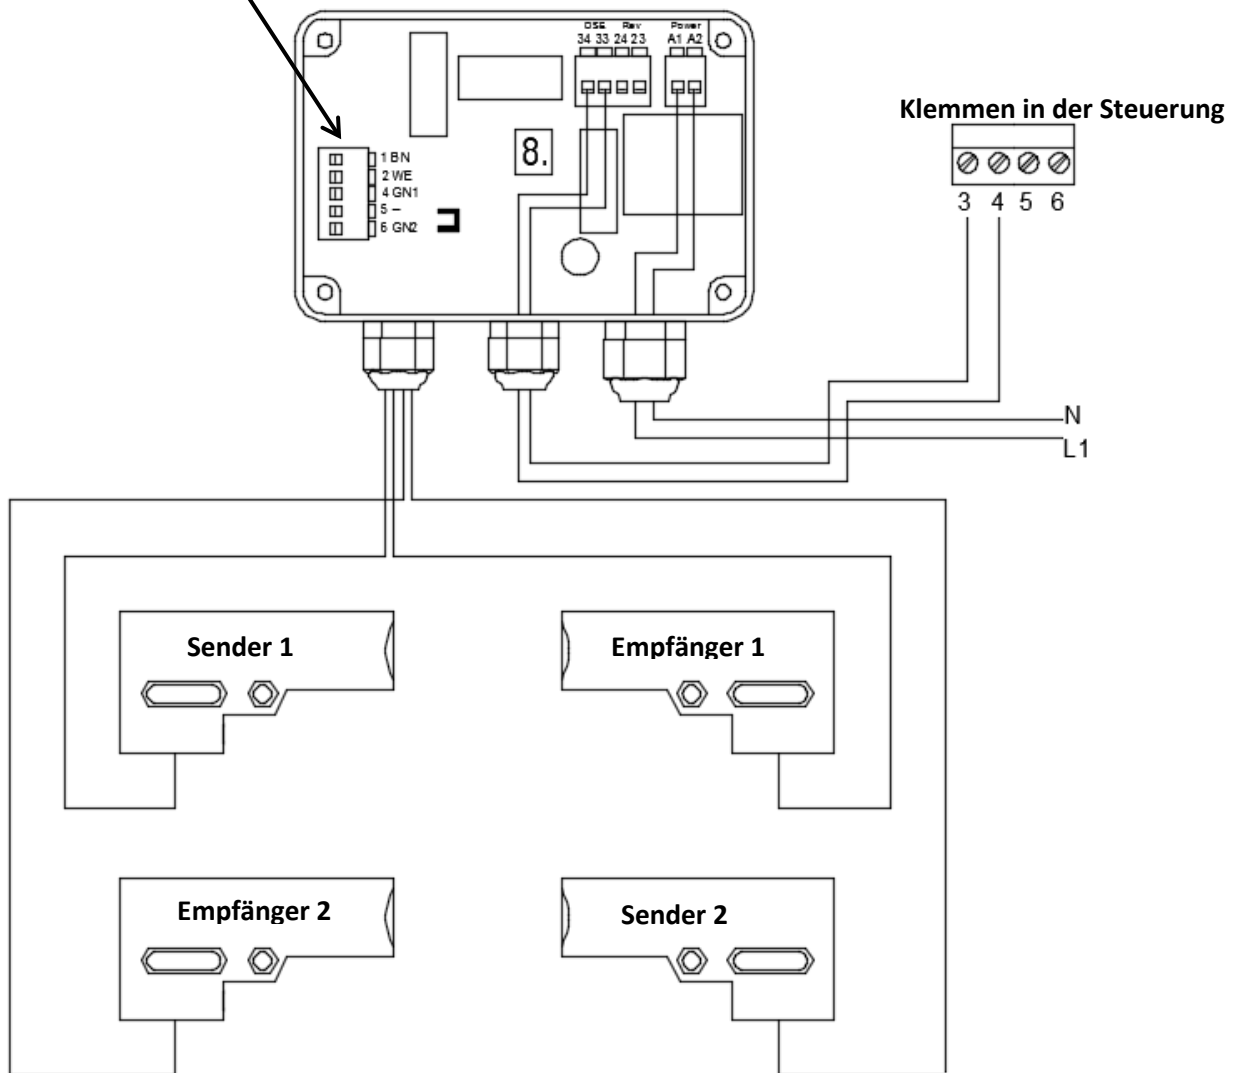 OSE Rev Power
34 33 24 23 A1 A2
Klemmen in der Steuerung
8.
1 BN
2 WE
4 GN1
5 –
6 GN2
3 4 5 6
N
L1
Sender 1
Empfänger 1
Empfänger 2
Sender 2